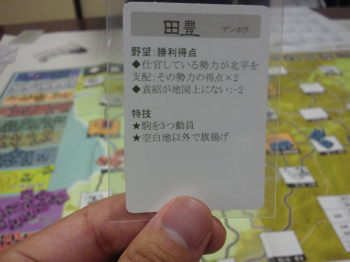 田豊 デンホウ
野望:勝利得点
◆仕官している勢力が北平を
支配:その勢力の得点×2
◆袁紹が地図上にない:-2
特技
★駒を3つ動員
★空白地以外で旗揚げ